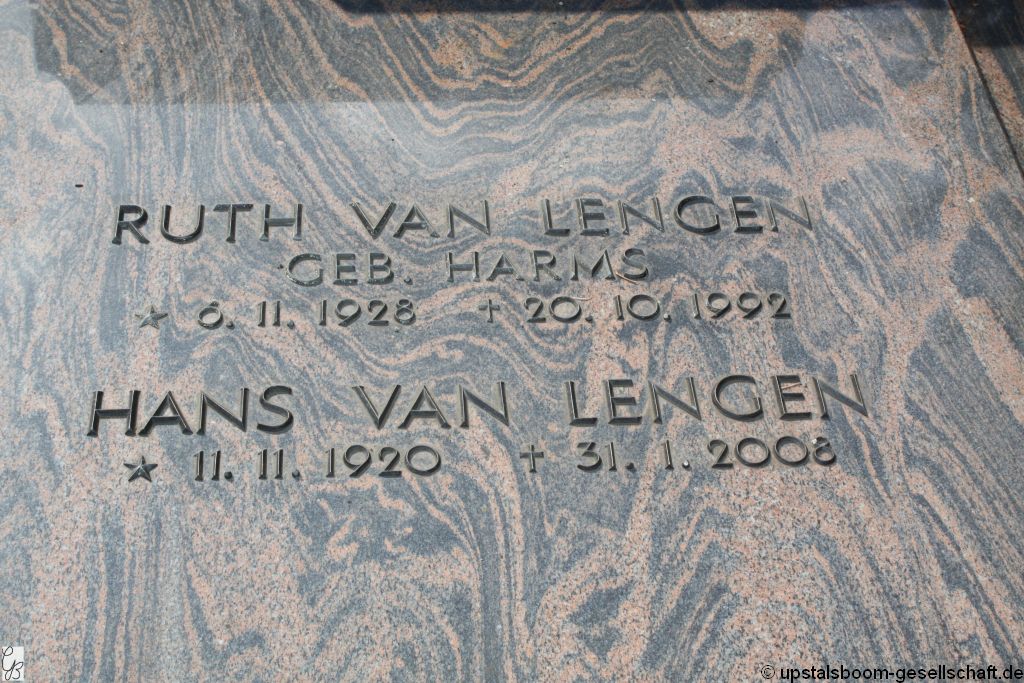 RUTH VAN LENGEN
GEB. HARMS
* 6. 11. 1928 + 20. 10. 1992
HANS VAN LENGEN
* 11. 11. 1920 + 31. 1. 2008
© upstalsboom-gesellschaft.de